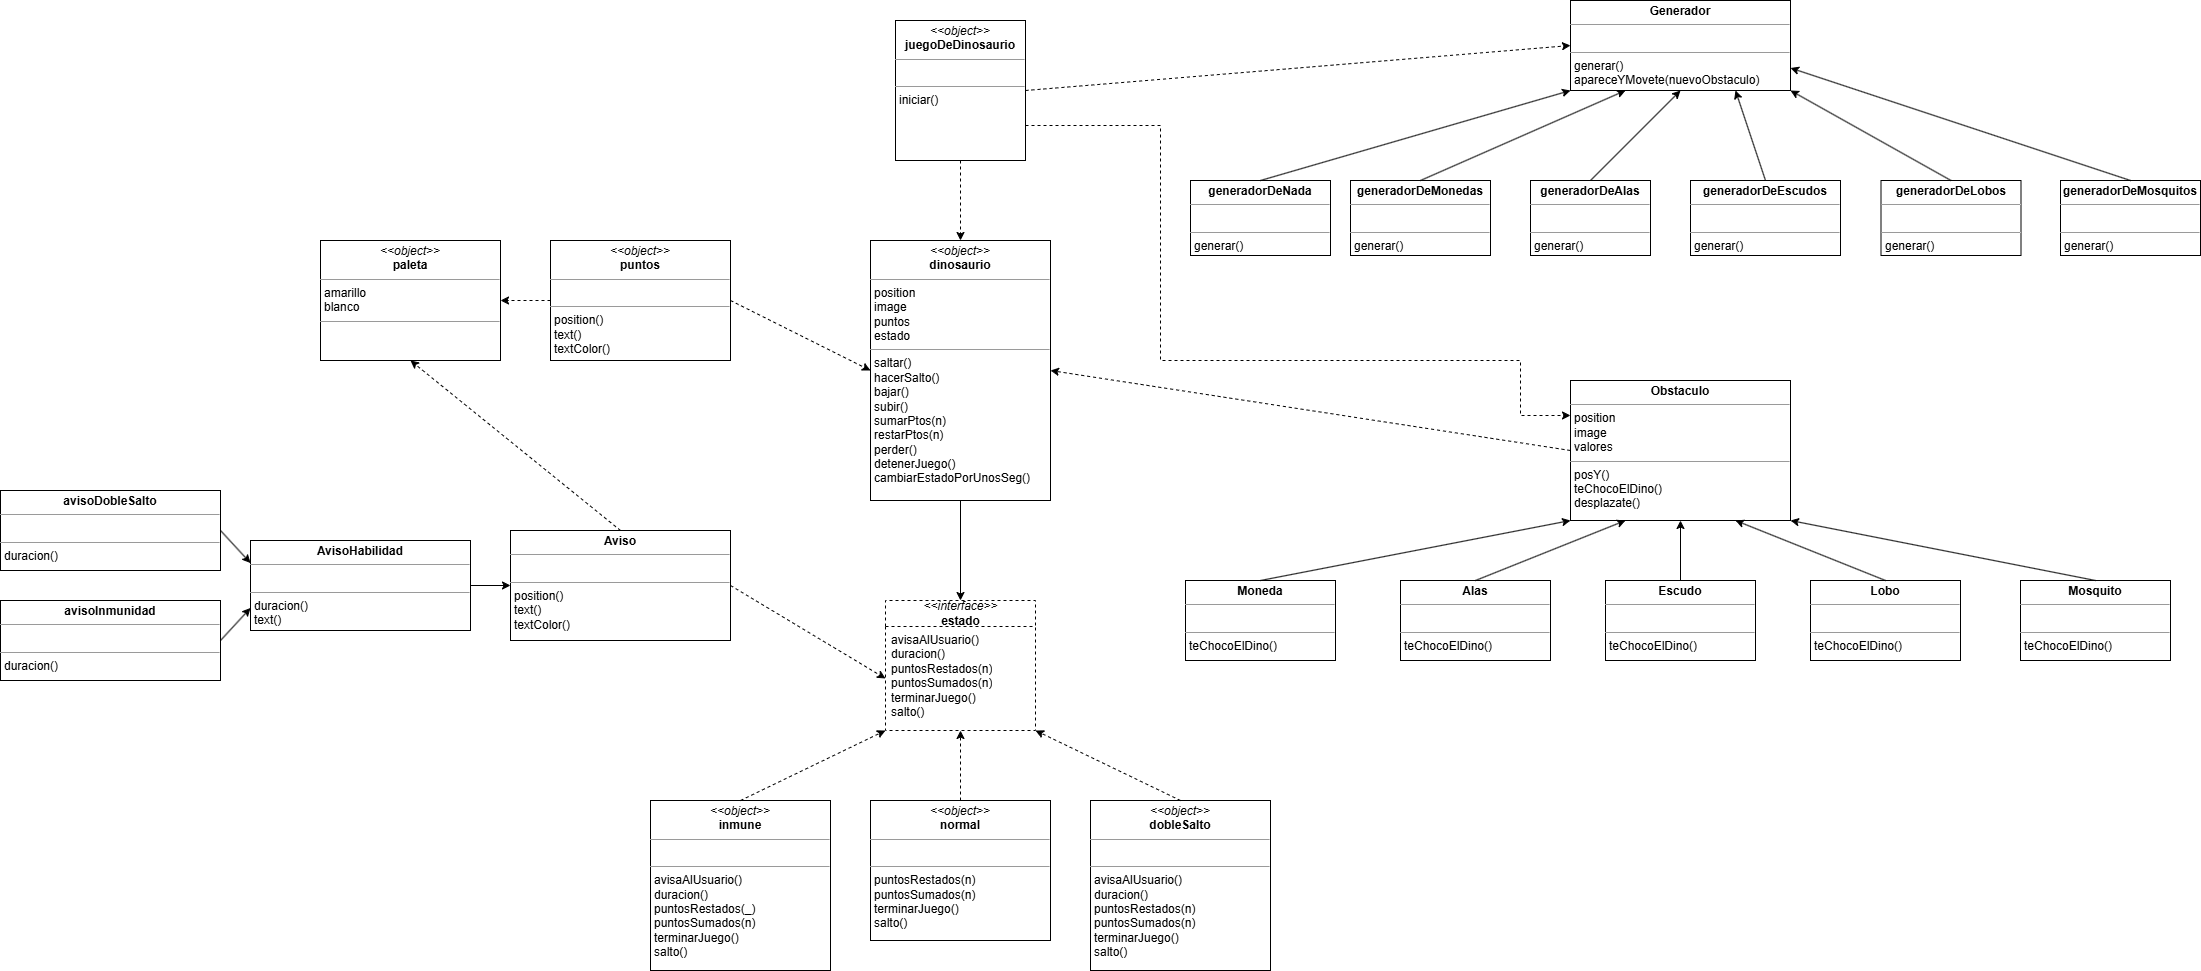 <<object>>
juegoDeDinosaurio
iniciar()
Generador
generar()
apareceYMovete(nuevoObstaculo)
generadorDeNada
generar()
generadorDeMonedas
generar()
generadorDeAlas
generar()
generadorDeEscudos
generar()
generadorDeLobos
generar()
generadorDeMosquitos
generar()
<<object>>
paleta
amarillo
blanco
<<object>>
puntos
position()
text()
textColor()
<<object>>
dinosaurio
position
image
puntos
estado
saltar()
hacerSalto()
bajar()
subir()
sumarPtos(n)
restarPtos(n)
perder()
detenerJuego()
cambiarEstadoPorUnosSeg()
Obstaculo
position
image
valores
posY()
teChocoElDino()
desplazate()
avisoDobleSalto
duracion()
avisoInmunidad
duracion()
AvisoHabilidad
duracion()
text()
Aviso
position()
text()
textColor()
<<interface>>
estado
avisaAlUsuario()
duracion()
puntosRestados(n)
puntosSumados(n)
terminarJuego()
salto()
Moneda
teChocoElDino()
Alas
teChocoElDino()
Escudo
teChocoElDino()
Lobo
teChocoElDino()
Mosquito
teChocoElDino()
<<object>>
inmune
avisaAlUsuario()
duracion()
puntosRestados(_)
puntosSumados(n)
terminarJuego()
salto()
<<object>>
normal
puntosRestados(n)
puntosSumados(n)
terminarJuego()
salto()
<<object>>
dobleSalto
avisaAlUsuario()
duracion()
puntosRestados(n)
puntosSumados(n)
terminarJuego()
salto()